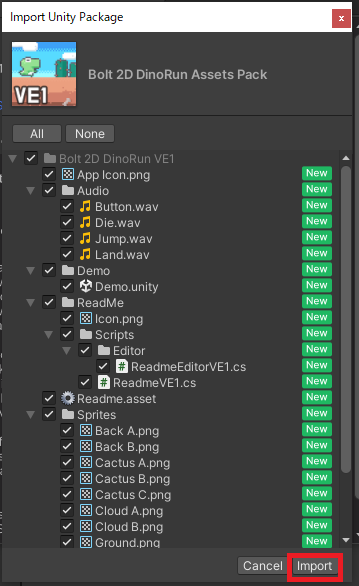 Import Unity Package
x
VE1
Bolt 2D DinoRun Assets Pack
All
None
Bolt 2D DinoRun VE1
App Icon.png New
Audio
Button.wav New
Die.wav New
Jump.wav New
Land.wav New
Demo New
Demo.unity New
ReadMe New
Icon.png New
Scripts New
Editor New
ReadmeEditorVE1.cs New
ReadmeVE1.cs New
Readme.asset New
Sprites New
Back A.png New
Back B.png New
Cactus A.png New
Cactus B.png New
Cactus C.png New
Cloud A.png New
Cloud B.png New
Ground.png New
Cancel Import